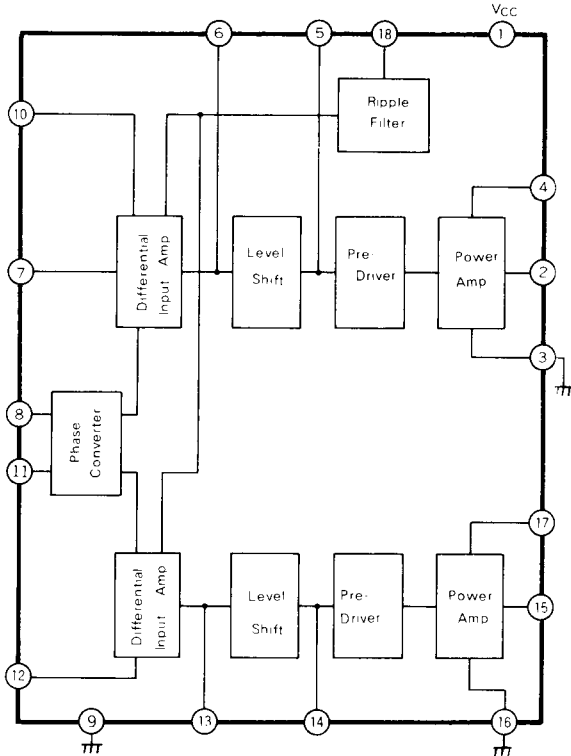 VCC
6
5
18
1
Ripple
Filter
10
4
Differential
Input Amp
Level
Shift
Pre-
Driver
Power
Amp
7
2
3
8
11
Phase
Converter
17
Differential
Input Amp
Level
Shift
Pre-
Driver
Power
Amp
15
12
9
13
14
16